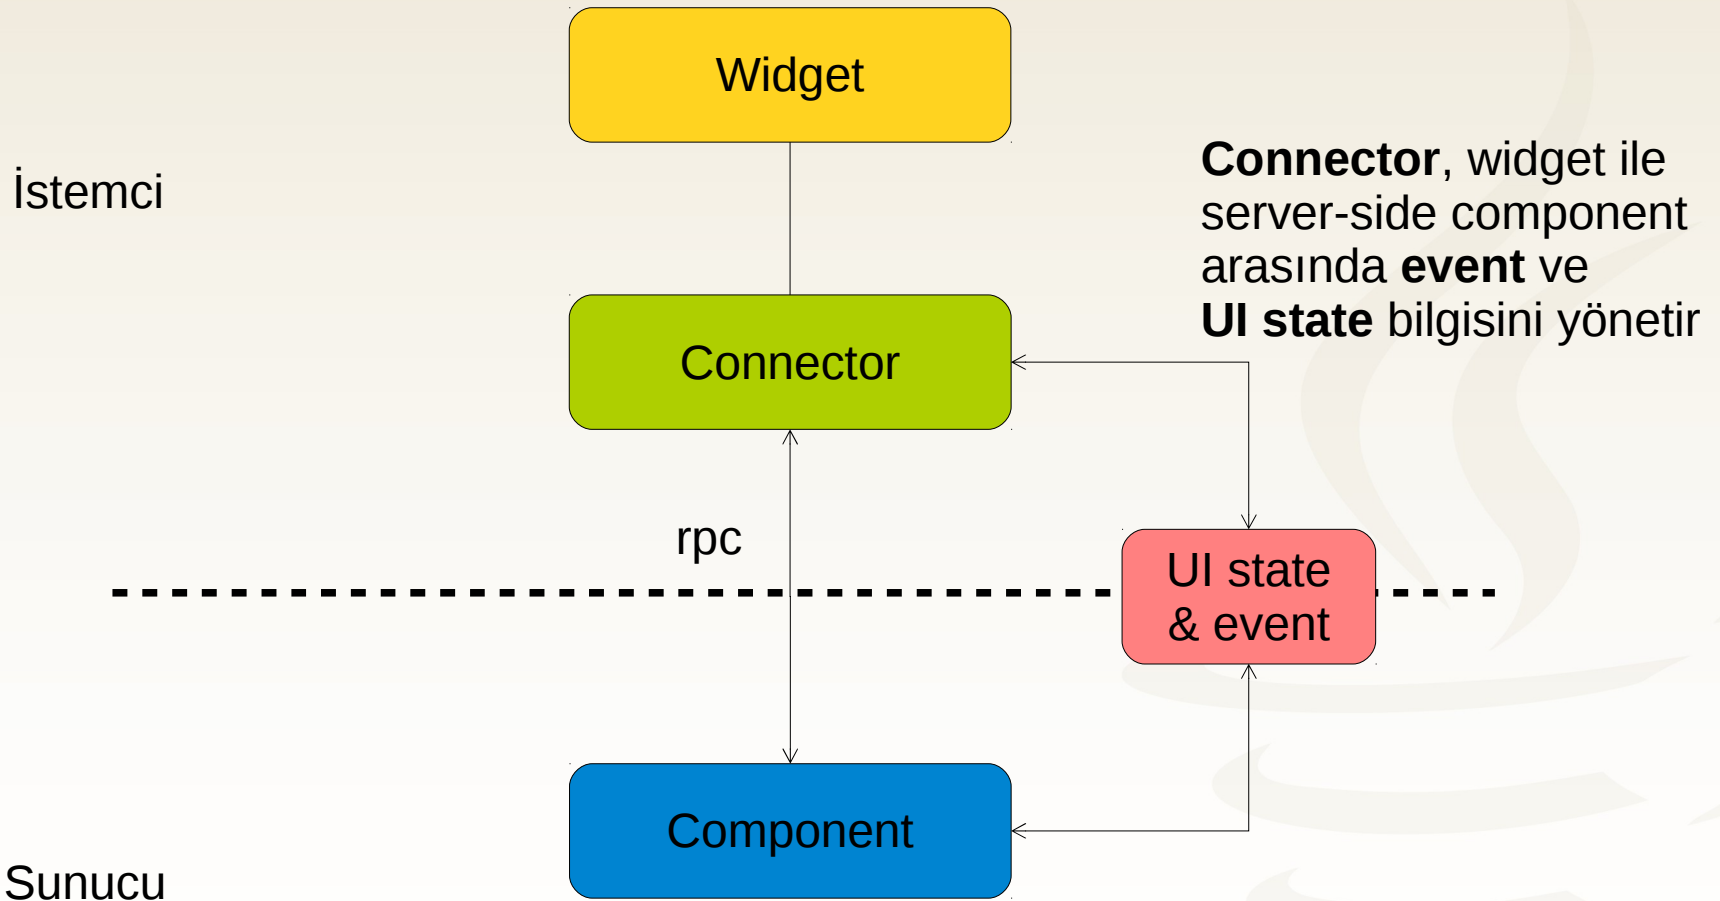 Widget
İstemci
Connector, widget ile
server-side component
arasında event ve
UI state bilgisini yönetir
Connector
rpc
UI state
& event
Component
Sunucu